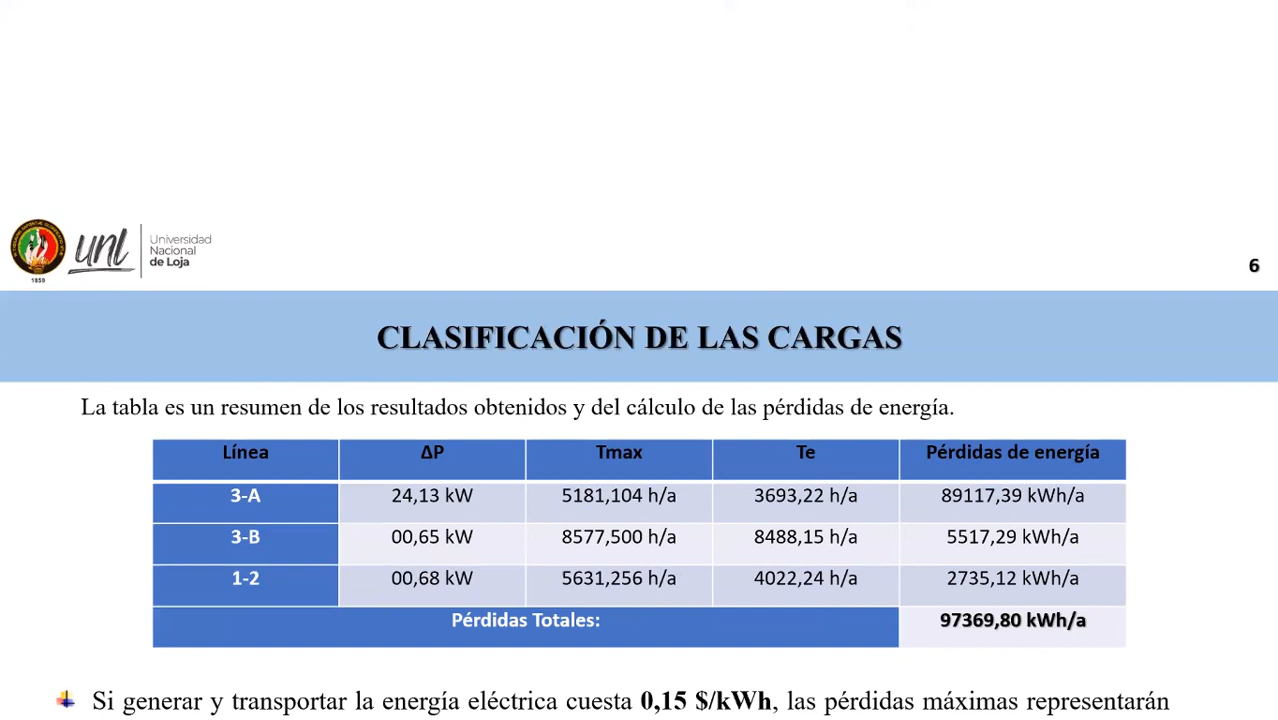 unl
Universidad
Nacional
de Loja
1859
6
CLASIFICACIÓN DE LAS CARGAS
La tabla es un resumen de los resultados obtenidos y del cálculo de las pérdidas de energía.
Línea ΔP Tmax Te Pérdidas de energía
3-A 24,13 kW 5181,104 h/a 3693,22 h/a 89117,39 kWh/a
3-B 00,65 kW 8577,500 h/a 8488,15 h/a 5517,29 kWh/a
1-2 00,68 kW 5631,256 h/a 4022,24 h/a 2735,12 kWh/a
Pérdidas Totales: 97369,80 kWh/a
Si generar y transportar la energía eléctrica cuesta 0,15 $/kWh, las pérdidas máximas representarán